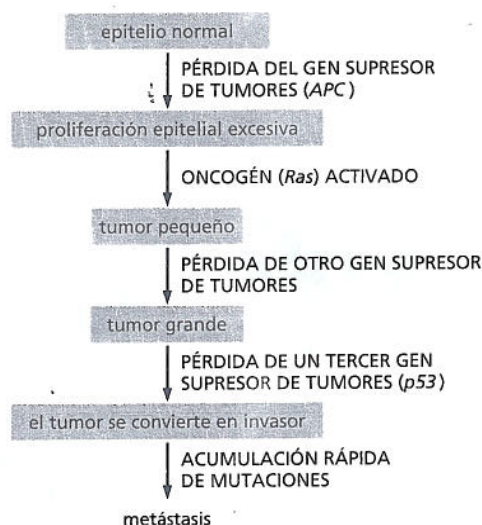 epitelio normal
PÉRDIDA DEL GEN SUPRESOR
DE TUMORES (APC)
proliferación epitelial excesiva
ONCOGÉN (Ras) ACTIVADO
tumor pequeño
PÉRDIDA DE OTRO GEN SUPRESOR
DE TUMORES
tumor grande
PÉRDIDA DE UN TERCER GEN
SUPRESOR DE TUMORES (p53)
el tumor se convierte en invasor
ACUMULACIÓN RÁPIDA
DE MUTACIONES
metástasis